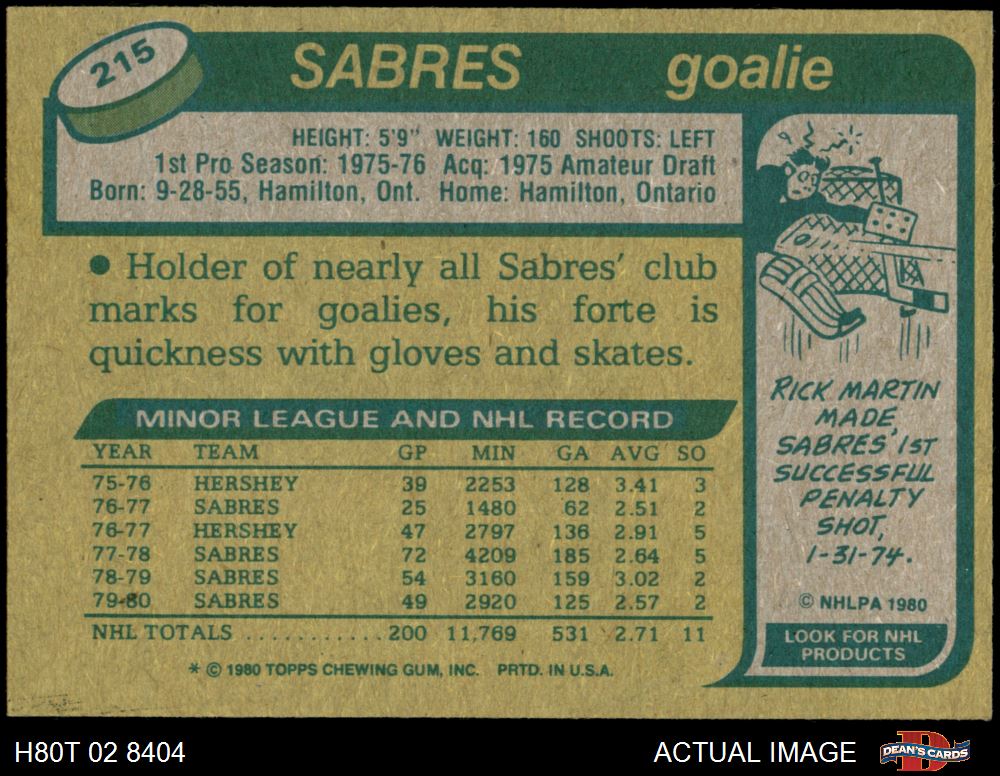 215
SABRES goalie
HEIGHT: 5'9" WEIGHT: 160 SHOOTS: LEFT
1st Pro Season: 1975-76 Acq: 1975 Amateur Draft
Born: 9-28-55, Hamilton, Ont. Home: Hamilton, Ontario
● Holder of nearly all Sabres' club
marks for goalies, his forte is
quickness with gloves and skates.
MINOR LEAGUE AND NHL RECORD
YEAR TEAM GP MIN GA AVG SO
75-76 HERSHEY 39 2253 128 3.41 3
76-77 SABRES 25 1480 62 2.51 2
76-77 HERSHEY 47 2797 136 2.91 5
77-78 SABRES 72 4209 185 2.64 5
78-79 SABRES 54 3160 159 3.02 2
79-80 SABRES 49 2920 125 2.57 2
NHL TOTALS ........... 200 11,769 531 2.71 11
* © 1980 TOPPS CHEWING GUM, INC. PRTD. IN U.S.A.
RICK MARTIN
MADE
SABRES' 1ST
SUCCESSFUL
PENALTY
SHOT,
1-31-74.
© NHLPA 1980
LOOK FOR NHL
PRODUCTS
H80T 02 8404
ACTUAL IMAGE
DEAN'S CARDS